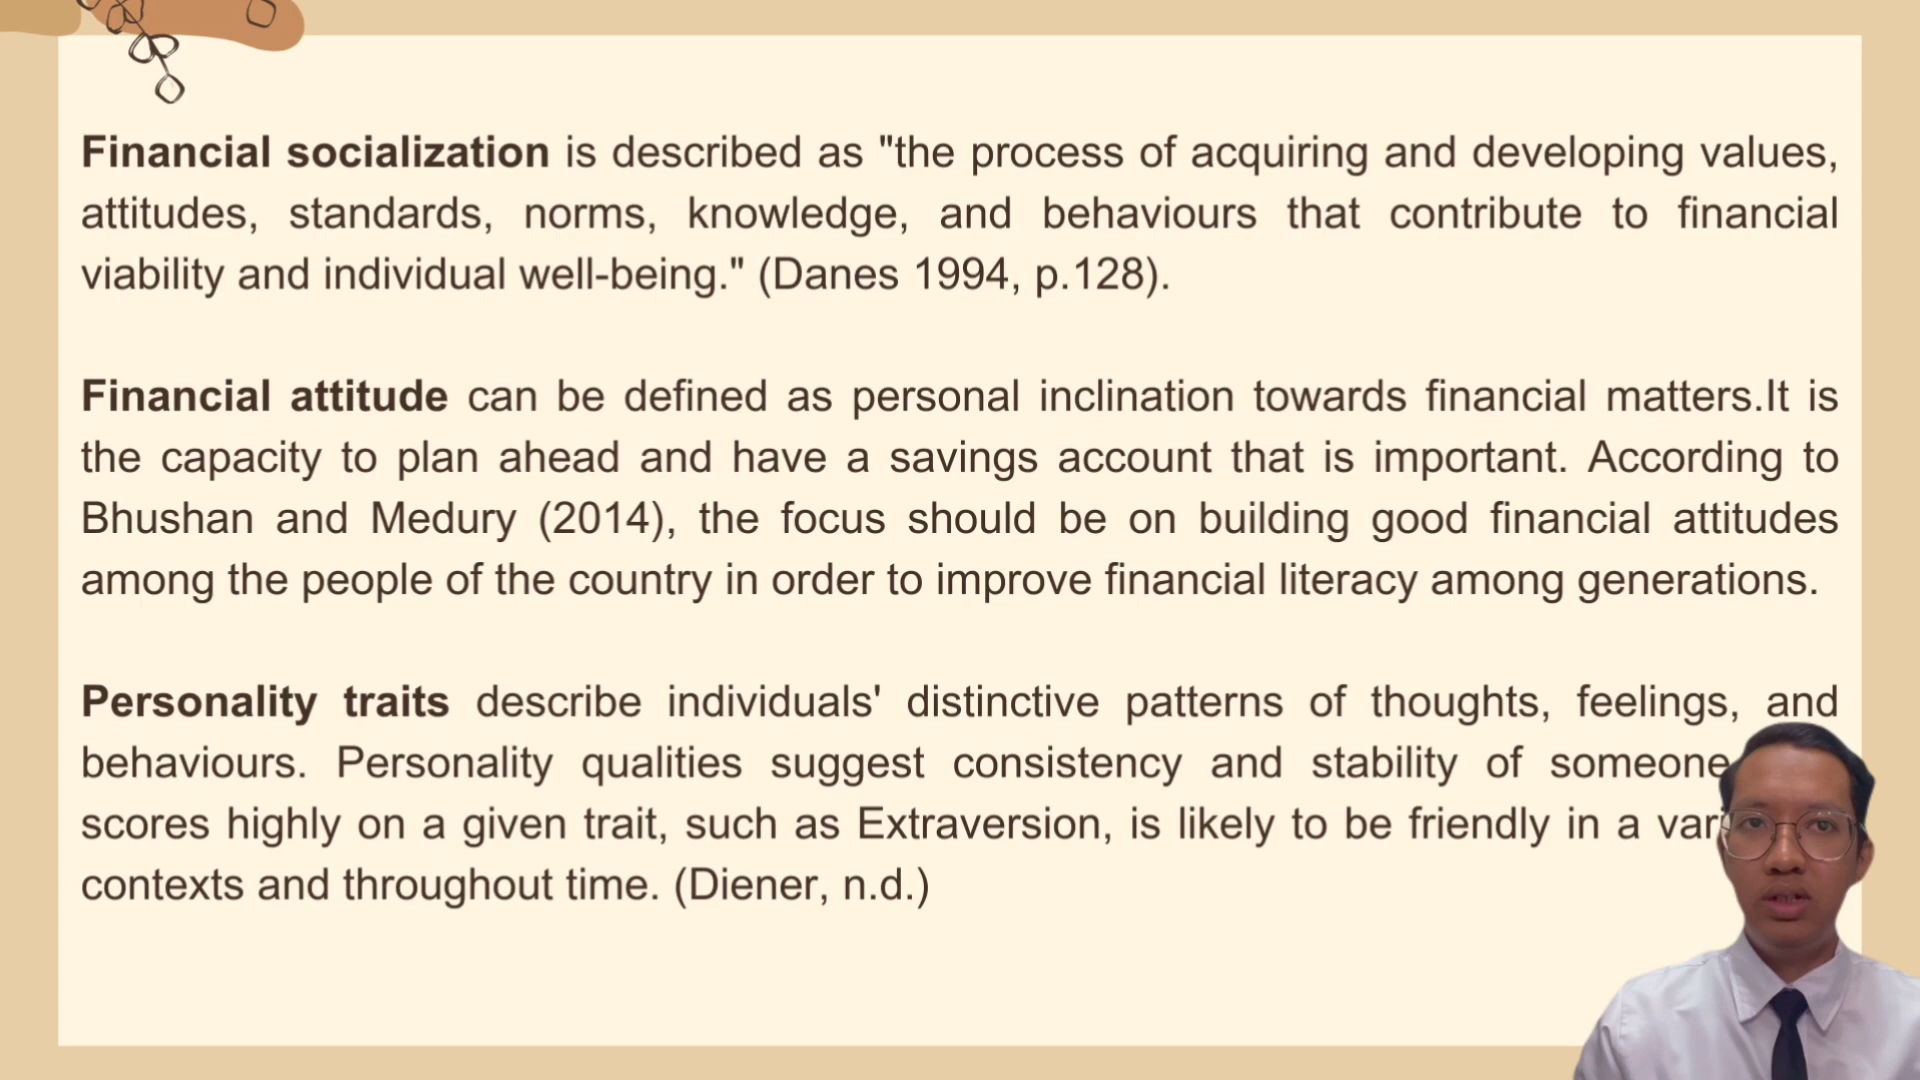 Financial socialization is described as "the process of acquiring and developing values,
attitudes, standards, norms, knowledge, and behaviours that contribute to financial
viability and individual well-being." (Danes 1994, p.128).
Financial attitude can be defined as personal inclination towards financial matters.It is
the capacity to plan ahead and have a savings account that is important. According to
Bhushan and Medury (2014), the focus should be on building good financial attitudes
among the people of the country in order to improve financial literacy among generations.
Personality traits describe individuals' distinctive patterns of thoughts, feelings, and
behaviours. Personality qualities suggest consistency and stability of someone
scores highly on a given trait, such as Extraversion, is likely to be friendly in a
contexts and throughout time. (Diener, n.d.)